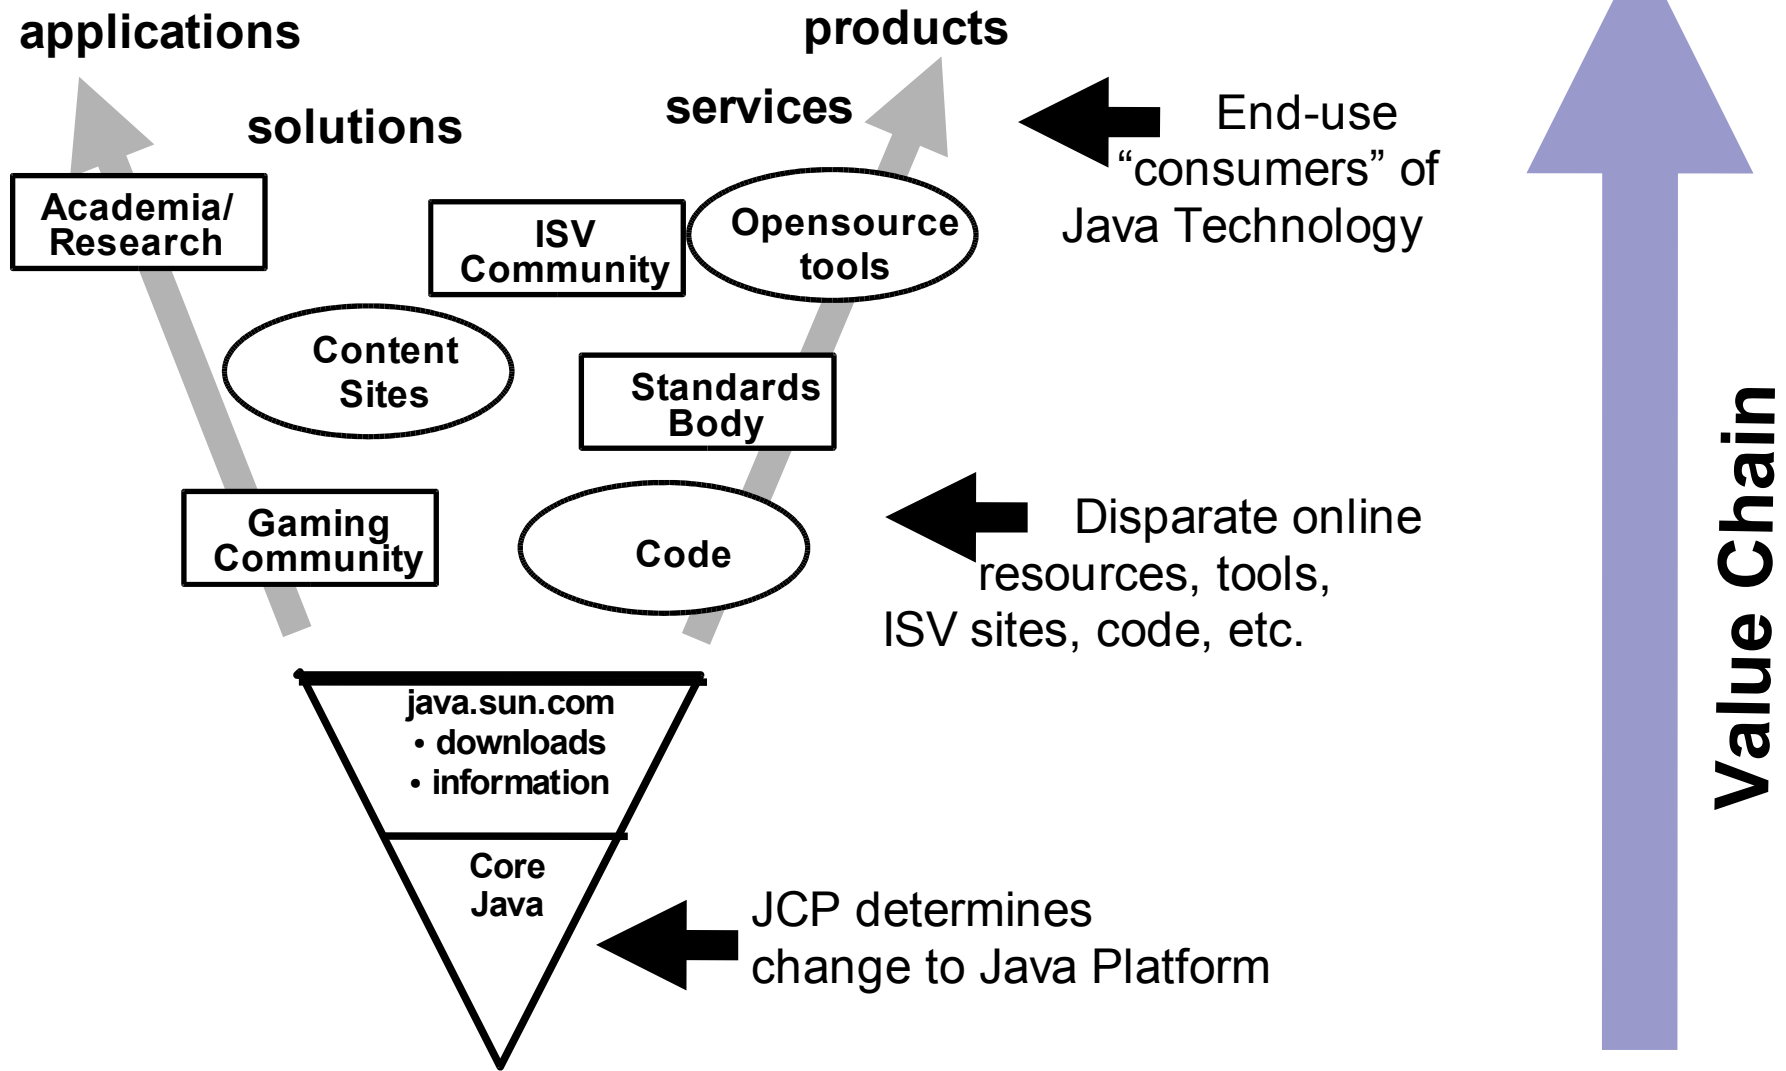 applications
products
solutions
services
End-use
“consumers” of
Java Technology
Academia/
Research
ISV
Community
Opensource
tools
Content
Sites
Standards
Body
Gaming
Community
Code
Disparate online
resources, tools,
ISV sites, code, etc.
java.sun.com
• downloads
• information
Core
Java
JCP determines
change to Java Platform
Value Chain